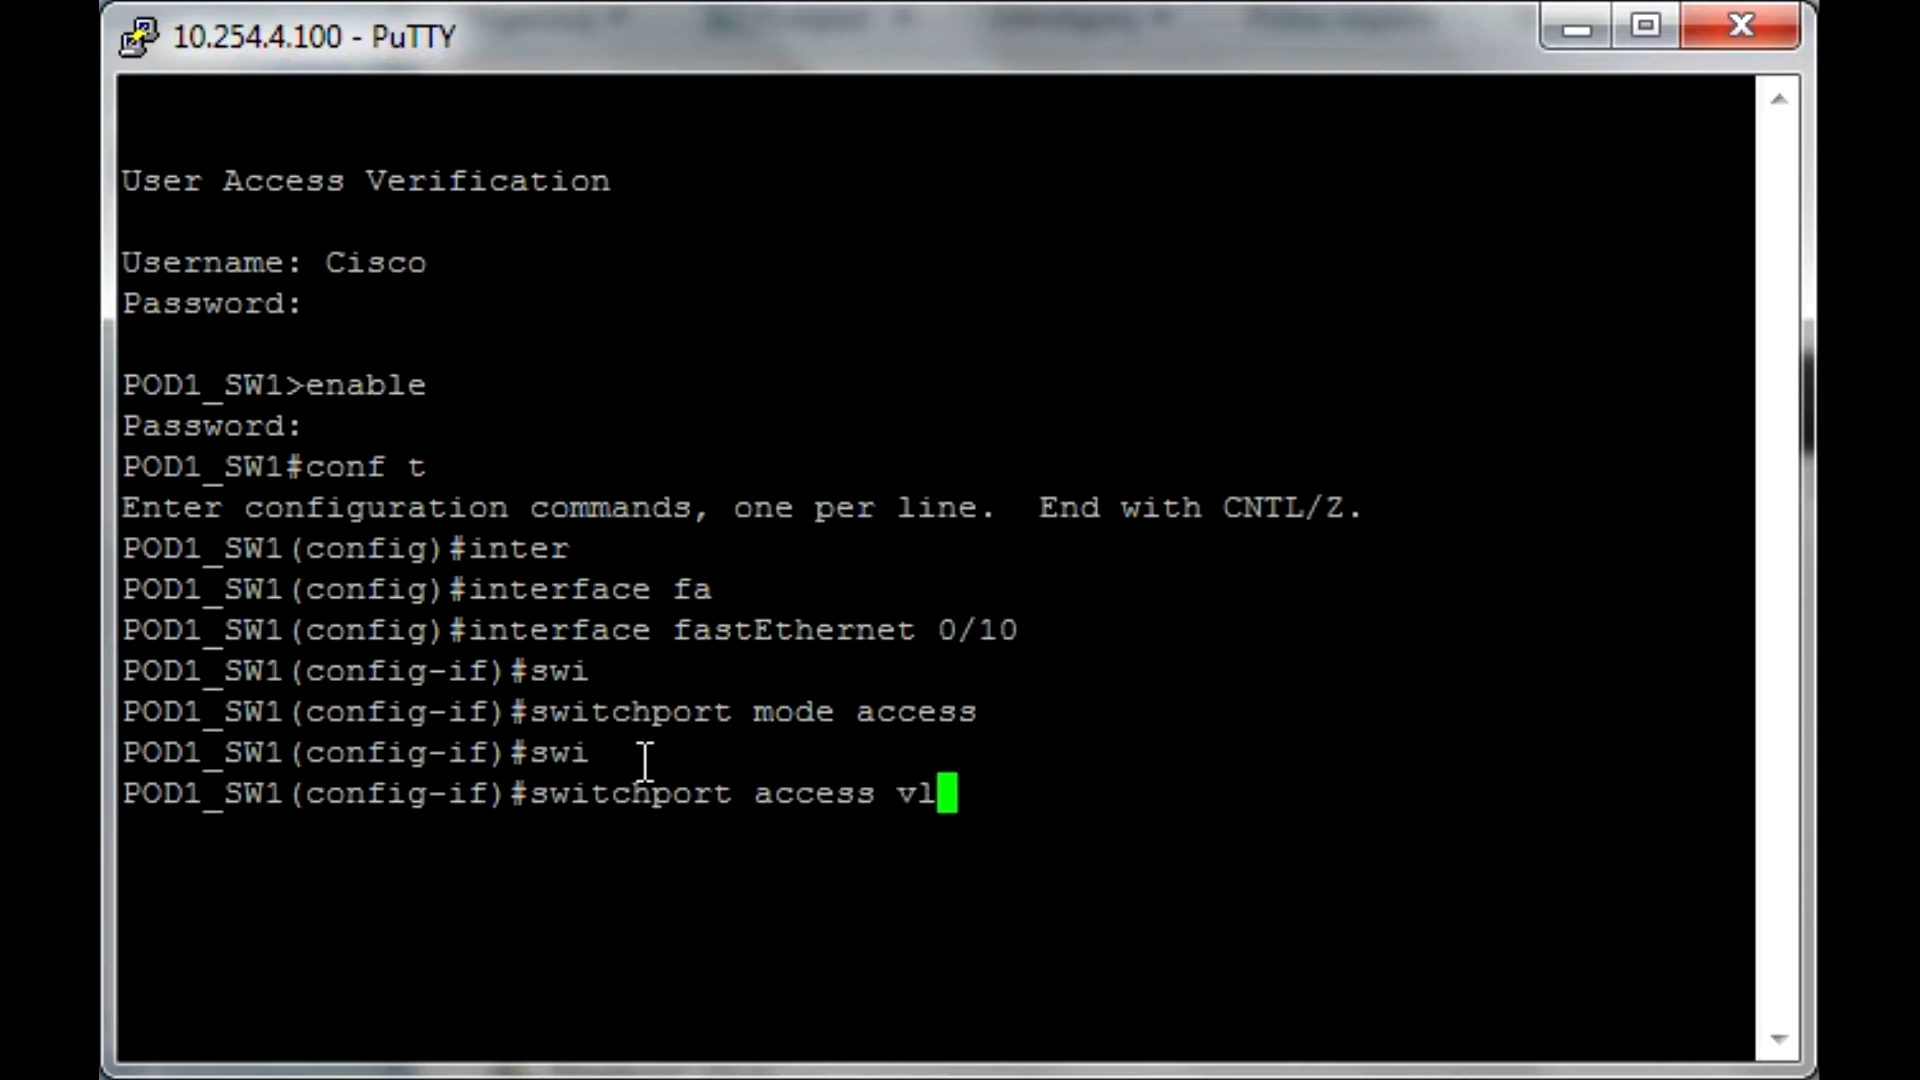 10.254.4.100 - PuTTY
User Access Verification
Username: Cisco
Password:
POD1_SW1>enable
Password:
POD1_SW1#conf t
Enter configuration commands, one per line.  End with CNTL/Z.
POD1_SW1(config)#inter
POD1_SW1(config)#interface fa
POD1_SW1(config)#interface fastEthernet 0/10
POD1_SW1(config-if)#swi
POD1_SW1(config-if)#switchport mode access
POD1_SW1(config-if)#swi
POD1_SW1(config-if)#switchport access vl